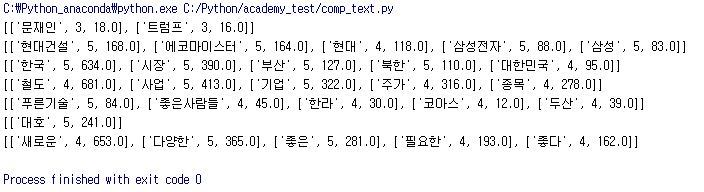 C:\Python_anaconda\python.exe C:/Python/academy_test/comp_text.py
[['문재인', 3, 18.0], ['트럼프', 3, 16.0]]
[['현대건설', 5, 168.0], ['에코마이스터', 5, 164.0], ['현대', 4, 118.0], ['삼성전자', 5, 88.0], ['삼성', 5, 83.0]]
[['한국', 5, 634.0], ['시장', 5, 390.0], ['부산', 5, 127.0], ['북한', 5, 110.0], ['대한민국', 4, 95.0]]
[['철도', 4, 681.0], ['사업', 5, 413.0], ['기업', 5, 322.0], ['주가', 4, 316.0], ['종목', 4, 278.0]]
[['푸른기술', 5, 84.0], ['좋은사람들', 4, 45.0], ['한라', 4, 30.0], ['코마스', 4, 12.0], ['두산', 4, 39.0]]
[['대호', 5, 241.0]]
[['새로운', 4, 653.0], ['다양한', 5, 365.0], ['좋은', 5, 281.0], ['필요한', 4, 193.0], ['좋다', 4, 162.0]]
Process finished with exit code 0